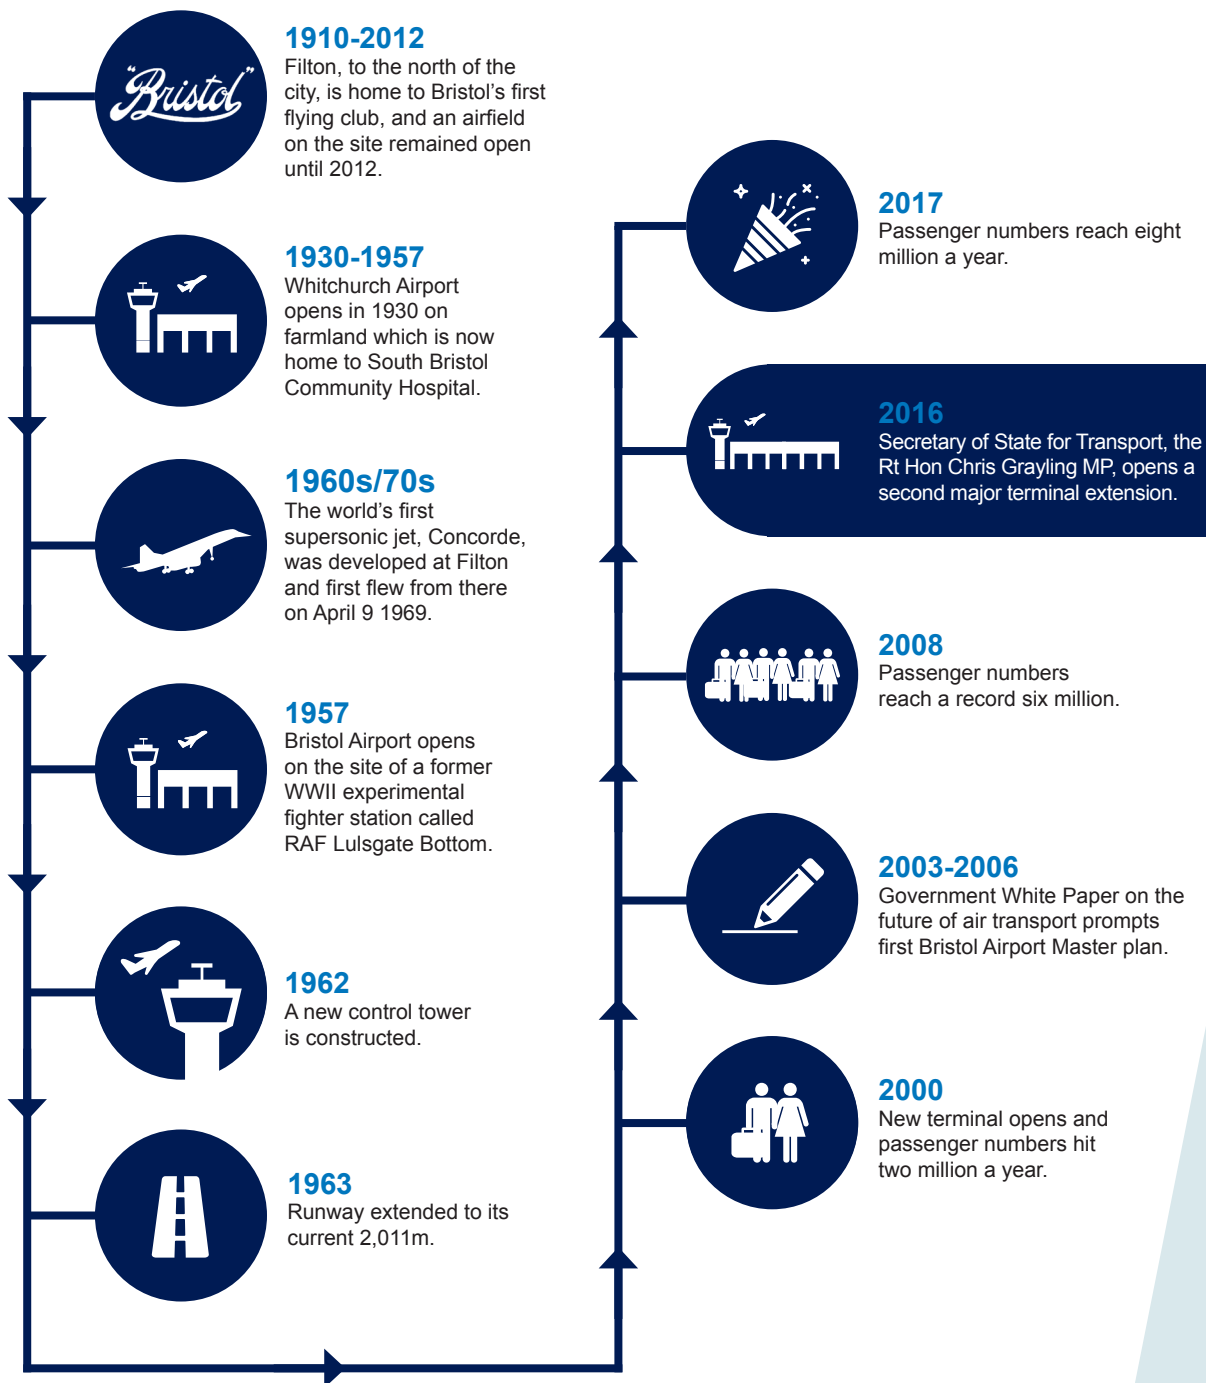 "Bristol"
1910-2012
Filton, to the north of the
city, is home to Bristol's first
flying club, and an airfield
on the site remained open
until 2012.
1930-1957
Whitchurch Airport
opens in 1930 on
farmland which is now
home to South Bristol
Community Hospital.
1960s/70s
The world's first
supersonic jet, Concorde,
was developed at Filton
and first flew from there
on April 9 1969.
1957
Bristol Airport opens
on the site of a former
WWII experimental
fighter station called
RAF Lulsgate Bottom.
1962
A new control tower
is constructed.
1963
Runway extended to its
current 2,011m.
2000
New terminal opens and
passenger numbers hit
two million a year.
2003-2006
Government White Paper on the
future of air transport prompts
first Bristol Airport Master plan.
2008
Passenger numbers
reach a record six million.
2016
Secretary of State for Transport, the
Rt Hon Chris Grayling MP, opens a
second major terminal extension.
2017
Passenger numbers reach eight
million a year.